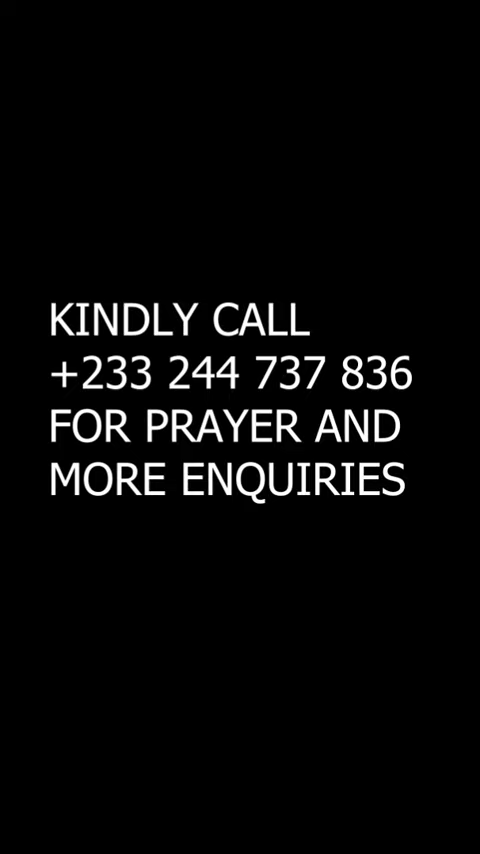 KINDLY CALL
+233 244 737 836
FOR PRAYER AND
MORE ENQUIRIES